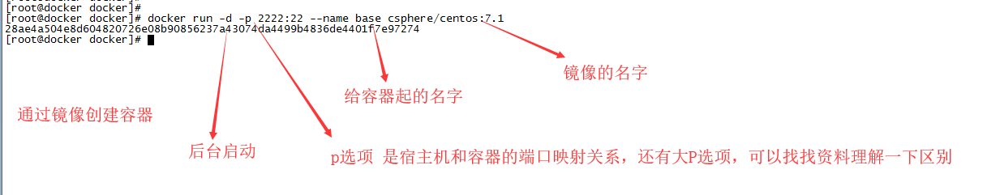 [root@docker docker]#
[root@docker docker]# docker run -d -p 2222:22 --name base csphere/centos:7.1
28ae4a504e8d604820726e08b90856237a43074da4499b4836de4401f7e97274
[root@docker docker]#
镜像的名字
给容器起的名字
通过镜像创建容器
后台启动
p选项 是宿主机和容器的端口映射关系，还有大P选项，可以找找资料理解一下区别